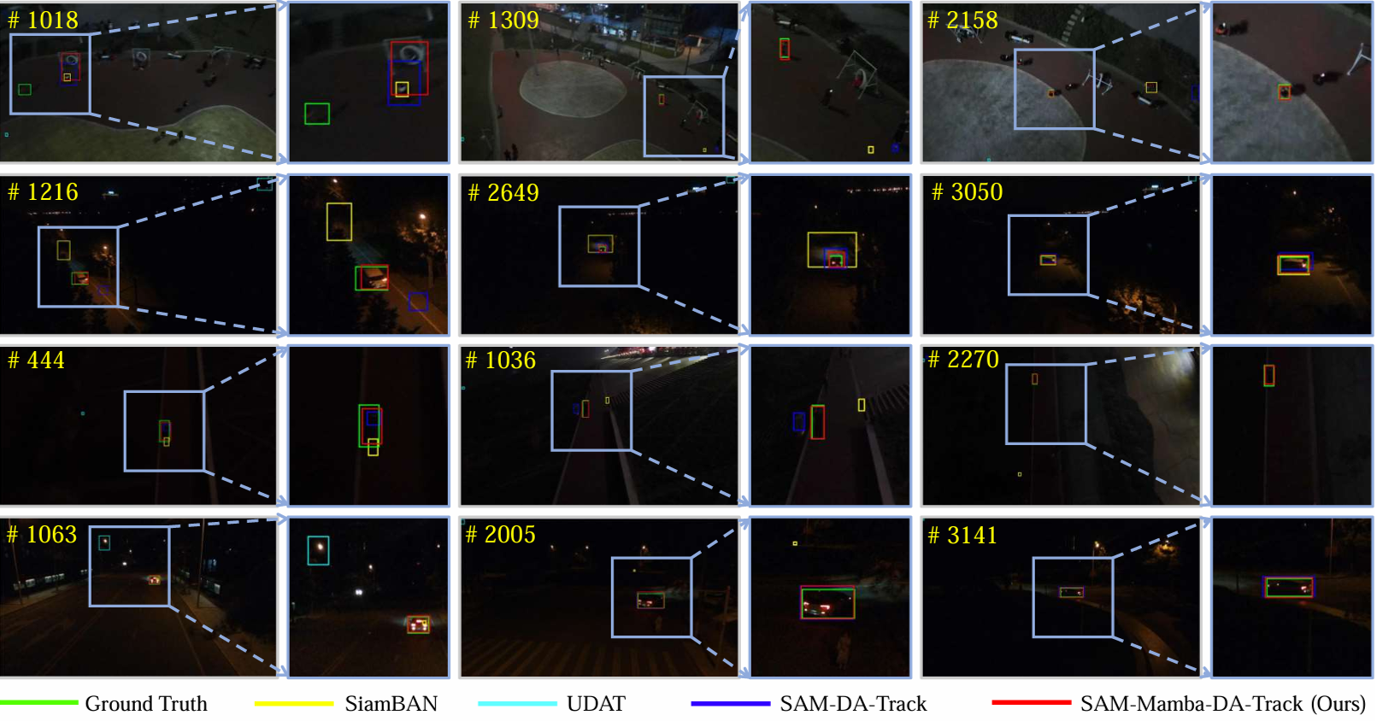 # 1018
# 1309
# 2158
# 1216
# 2649
# 3050
# 444
# 1036
# 2270
# 1063
# 2005
# 3141
Ground Truth
SiamBAN
UDAT
SAM-DA-Track
SAM-Mamba-DA-Track (Ours)